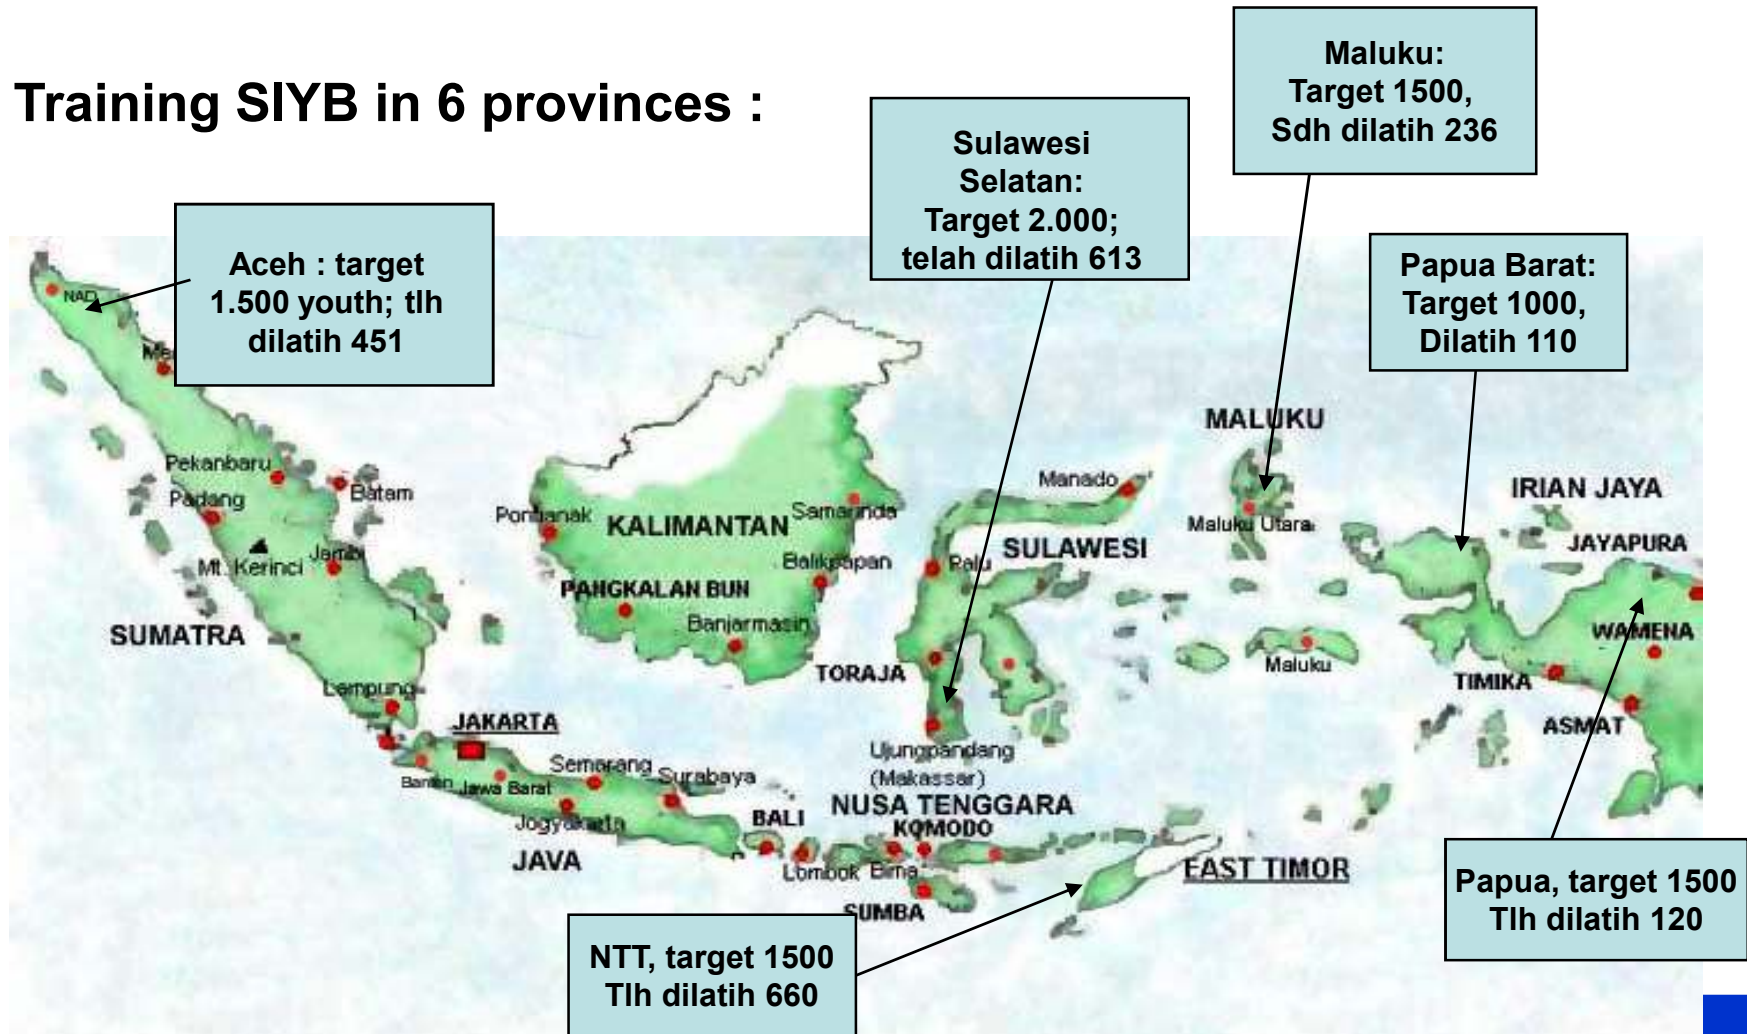 Training SIYB in 6 provinces :
Maluku:
Target 1500,
Sdh dilatih 236
Sulawesi
Selatan:
Target 2.000;
telah dilatih 613
Aceh : target
1.500 youth; tlh
dilatih 451
Papua Barat:
Target 1000,
Dilatih 110
NAD
Me
MALUKU
Manado
IRIAN JAYA
Pekanbaru
Padang
Batam
Pontianak
KALIMANTAN
Samarinda
Maluku Utara
JAYAPURA
SULAWESI
Mt. Kerinci
Jambi
Balikpapan
Palu
PANGKALAN BUN
SUMATRA
Banjarmasin
WAMENA
TORAJA
Maluku
TIMIKA
Lampung
ASMAT
JAKARTA
Ujungpandang
(Makassar)
Semarang
Surabaya
Banten
Jawa Barat
NUSA TENGGARA
Jogyakarta
BALI
KOMODO
JAVA
Lombok
Bima
EAST TIMOR
SUMBA
Papua, target 1500
Tlh dilatih 120
NTT, target 1500
Tlh dilatih 660